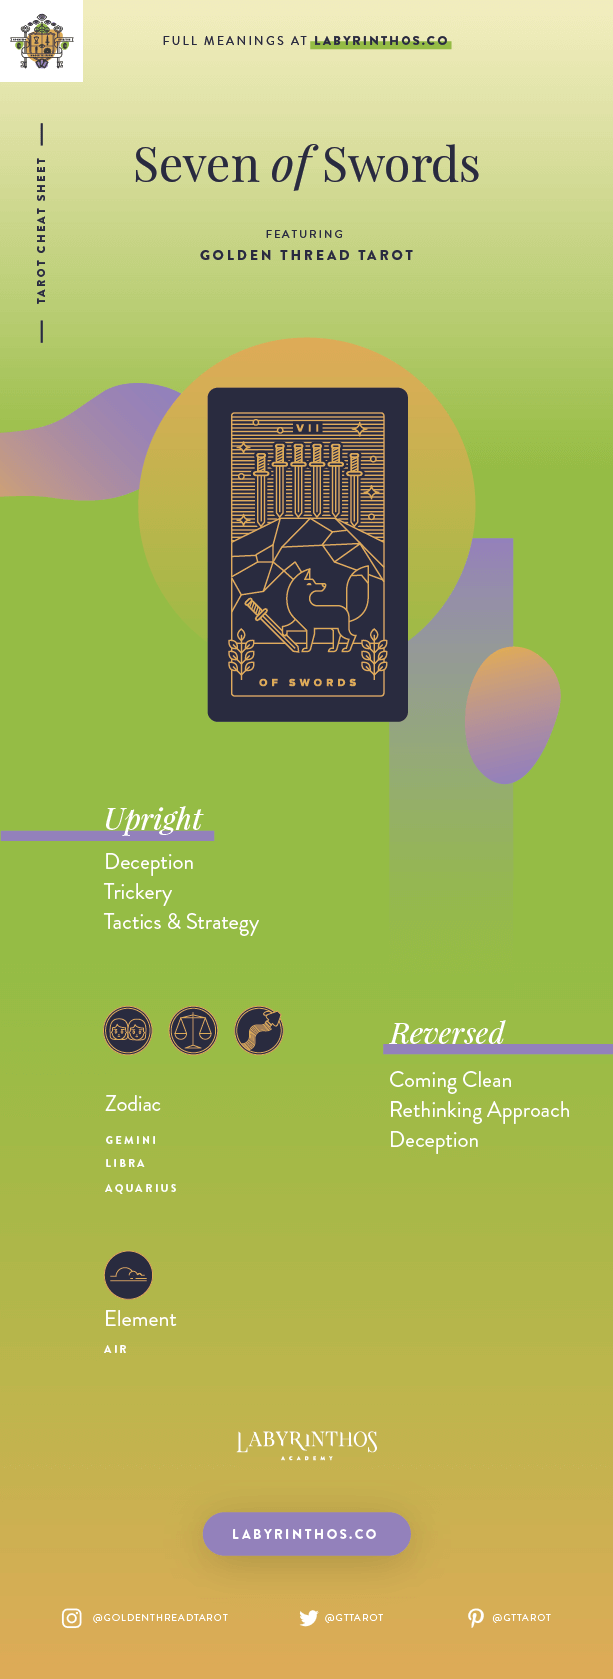 FULL MEANINGS AT LABYRINTHOS.CO
TAROT CHEAT SHEET
Seven of Swords
FEATURING
GOLDEN THREAD TAROT
VII
OF SWORDS
Upright
Deception
Trickery
Tactics & Strategy
Reversed
Coming Clean
Rethinking Approach
Deception
Zodiac
GEMINI
LIBRA
AQUARIUS
Element
AIR
LABYRINTHOS
ACADEMY
LABYRINTHOS.CO
@GOLDENTHREADTAROT
@GTTAROT
@GTTAROT